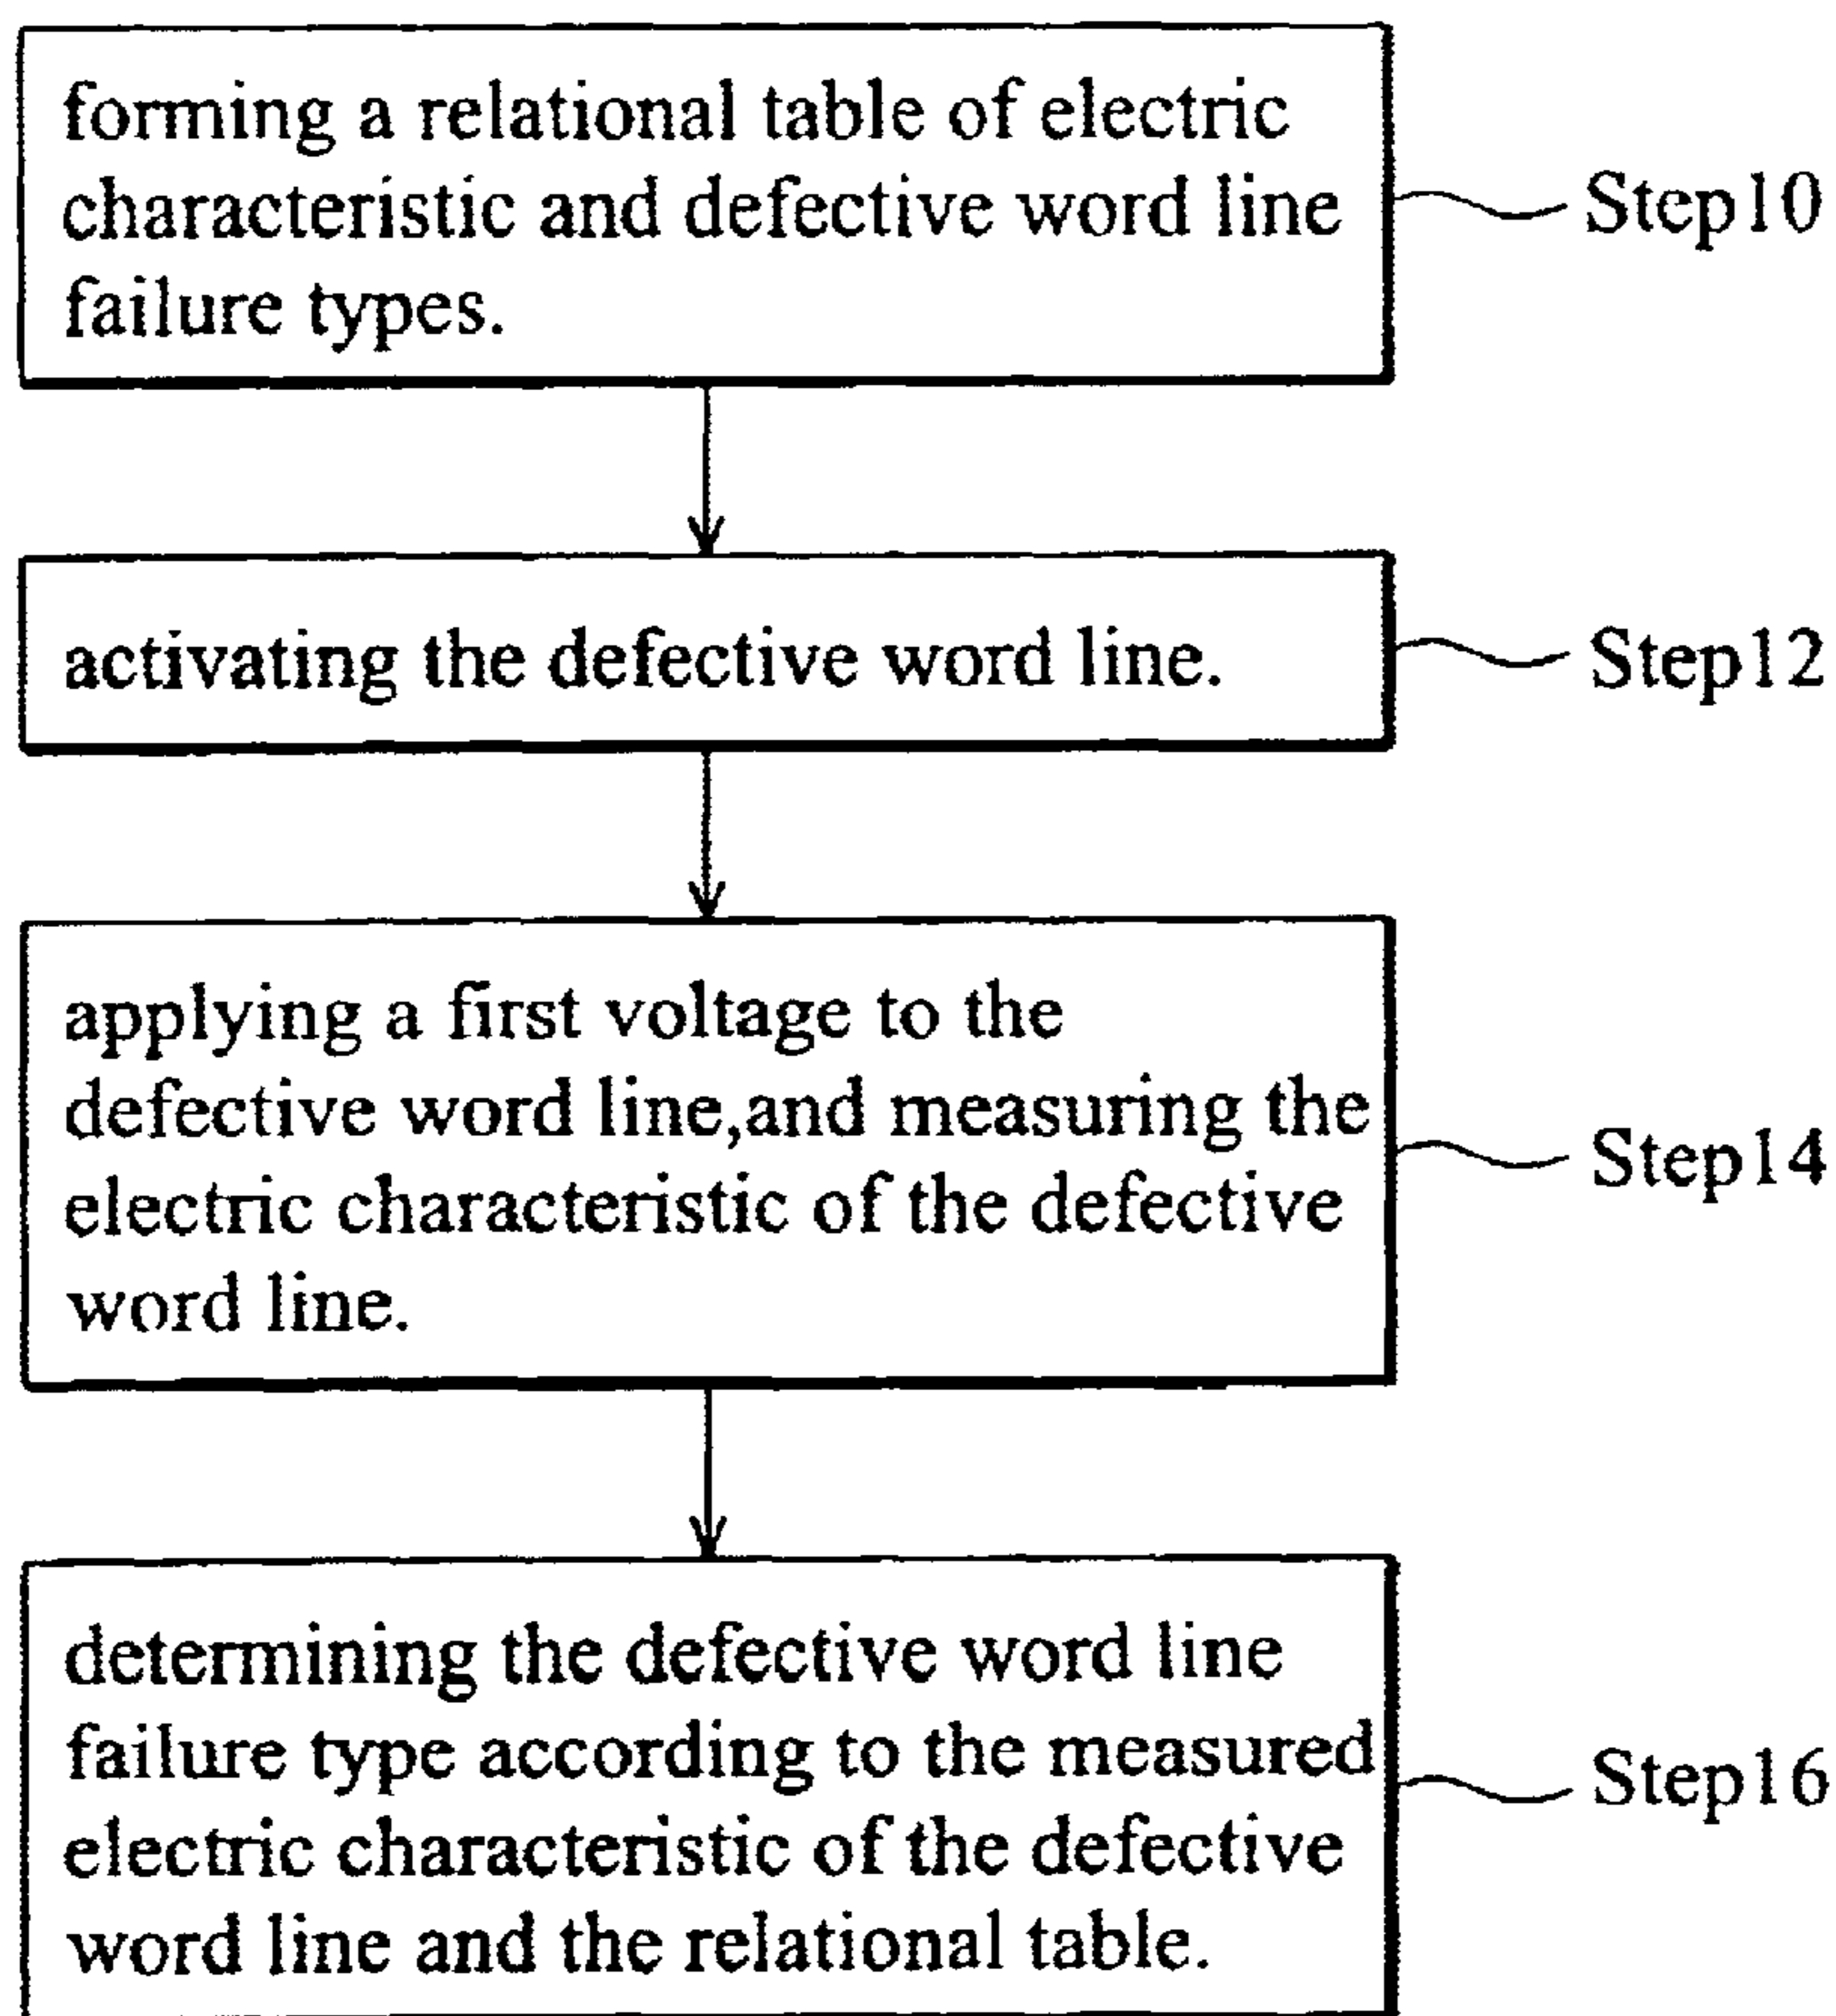 forming a relational table of electric
characteristic and defective word line
failure types.
Step10
activating the defective word line.
Step12
applying a first voltage to the
defective word line,and measuring the
electric characteristic of the defective
word line.
Step14
determining the defective word line
failure type according to the measured
electric characteristic of the defective
word line and the relational table.
Step16